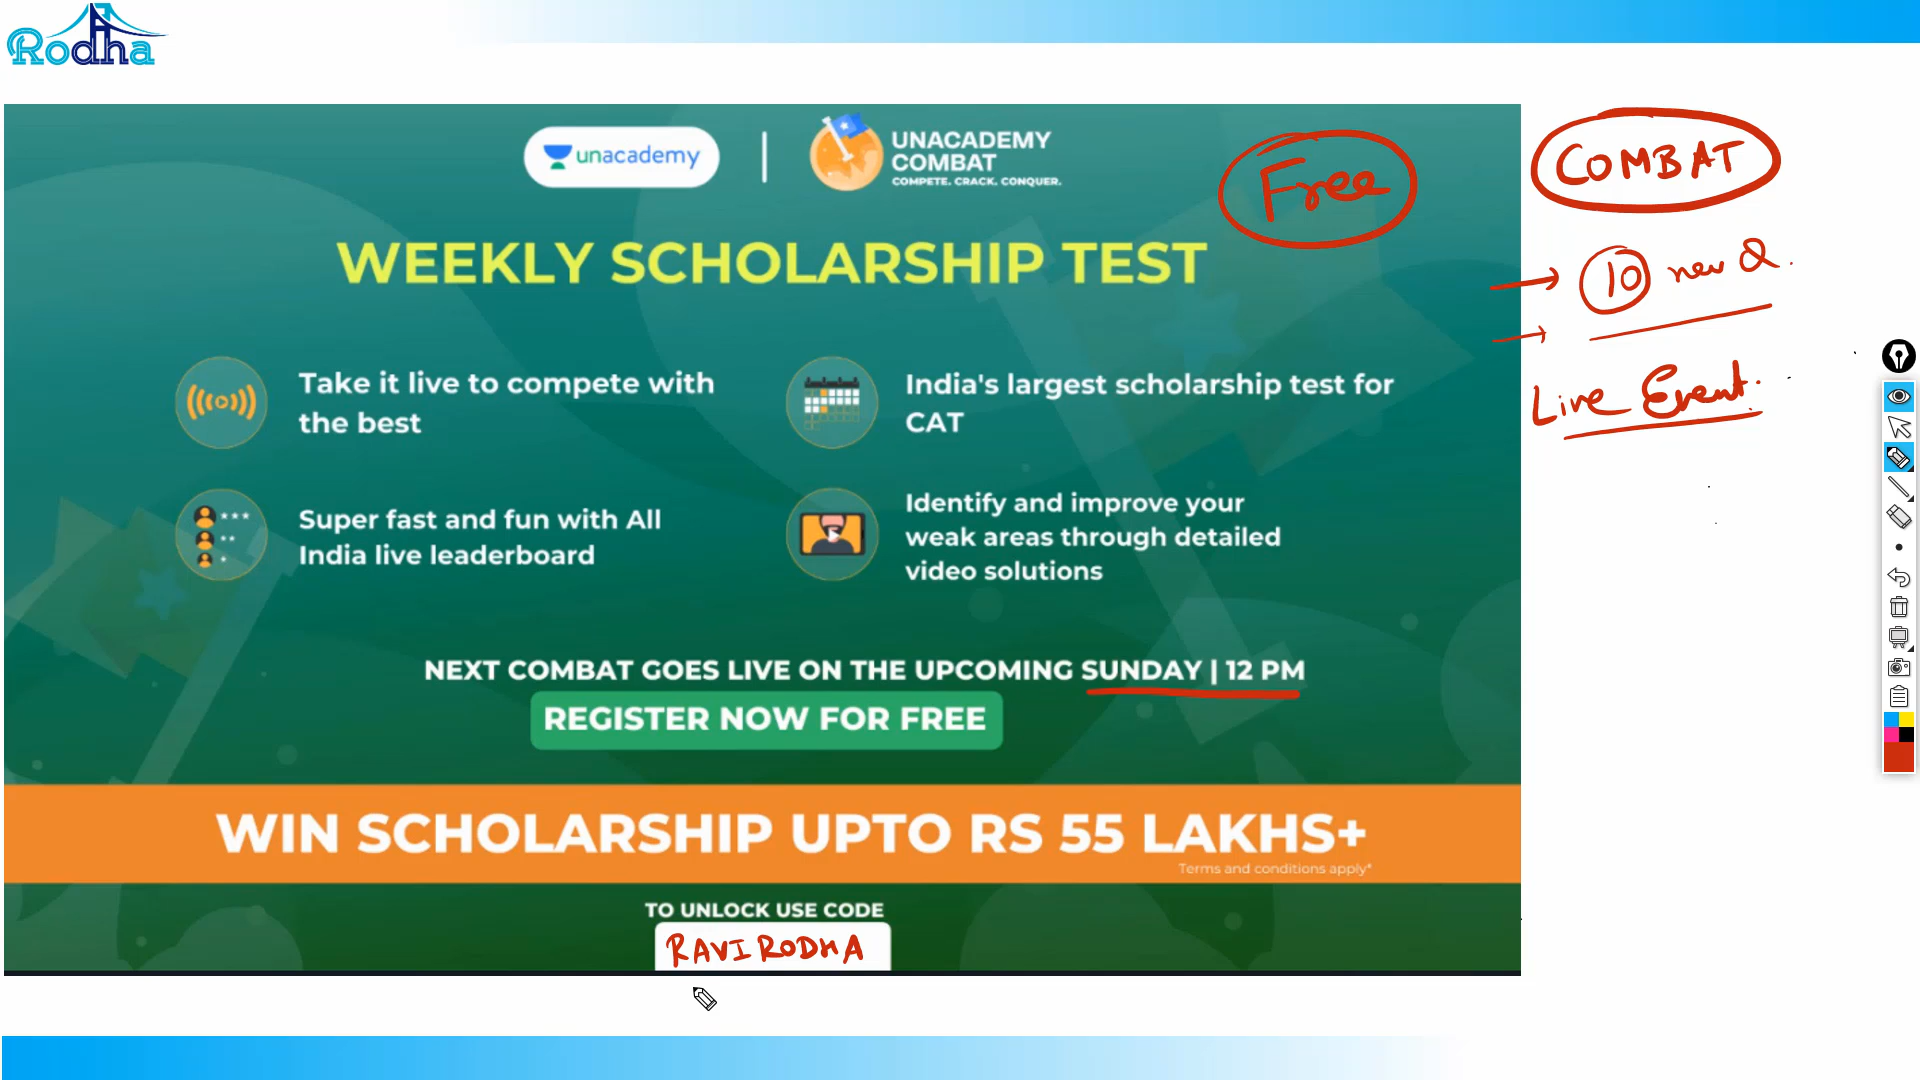 Rodha
unacademy
UNACADEMY
COMBAT
COMPETE. CRACK. CONQUER.
Free
COMBAT
WEEKLY SCHOLARSHIP TEST
10 new Q.
Live Event.
Take it live to compete with
the best
India's largest scholarship test for
CAT
Super fast and fun with All
India live leaderboard
Identify and improve your
weak areas through detailed
video solutions
NEXT COMBAT GOES LIVE ON THE UPCOMING SUNDAY | 12 PM
REGISTER NOW FOR FREE
WIN SCHOLARSHIP UPTO RS 55 LAKHS+
Terms and conditions apply*
TO UNLOCK USE CODE
RAVIRODHA